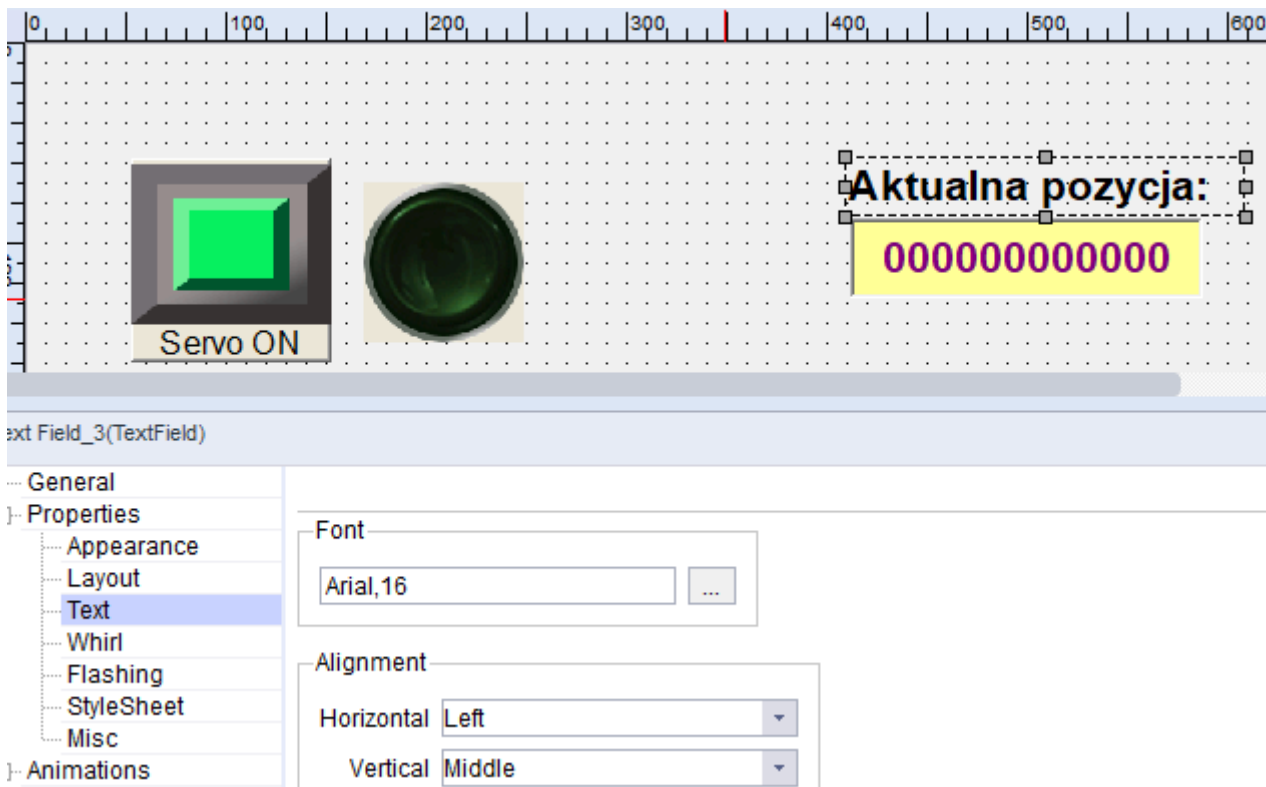 0 100 200 300 400 500 600
Aktualna pozycja:
000000000000
Servo ON
ext Field_3(TextField)
General
Properties
Appearance
Layout
Text
Whirl
Flashing
StyleSheet
Misc
Animations
Font
Arial,16
...
Alignment
Horizontal Left
Vertical Middle